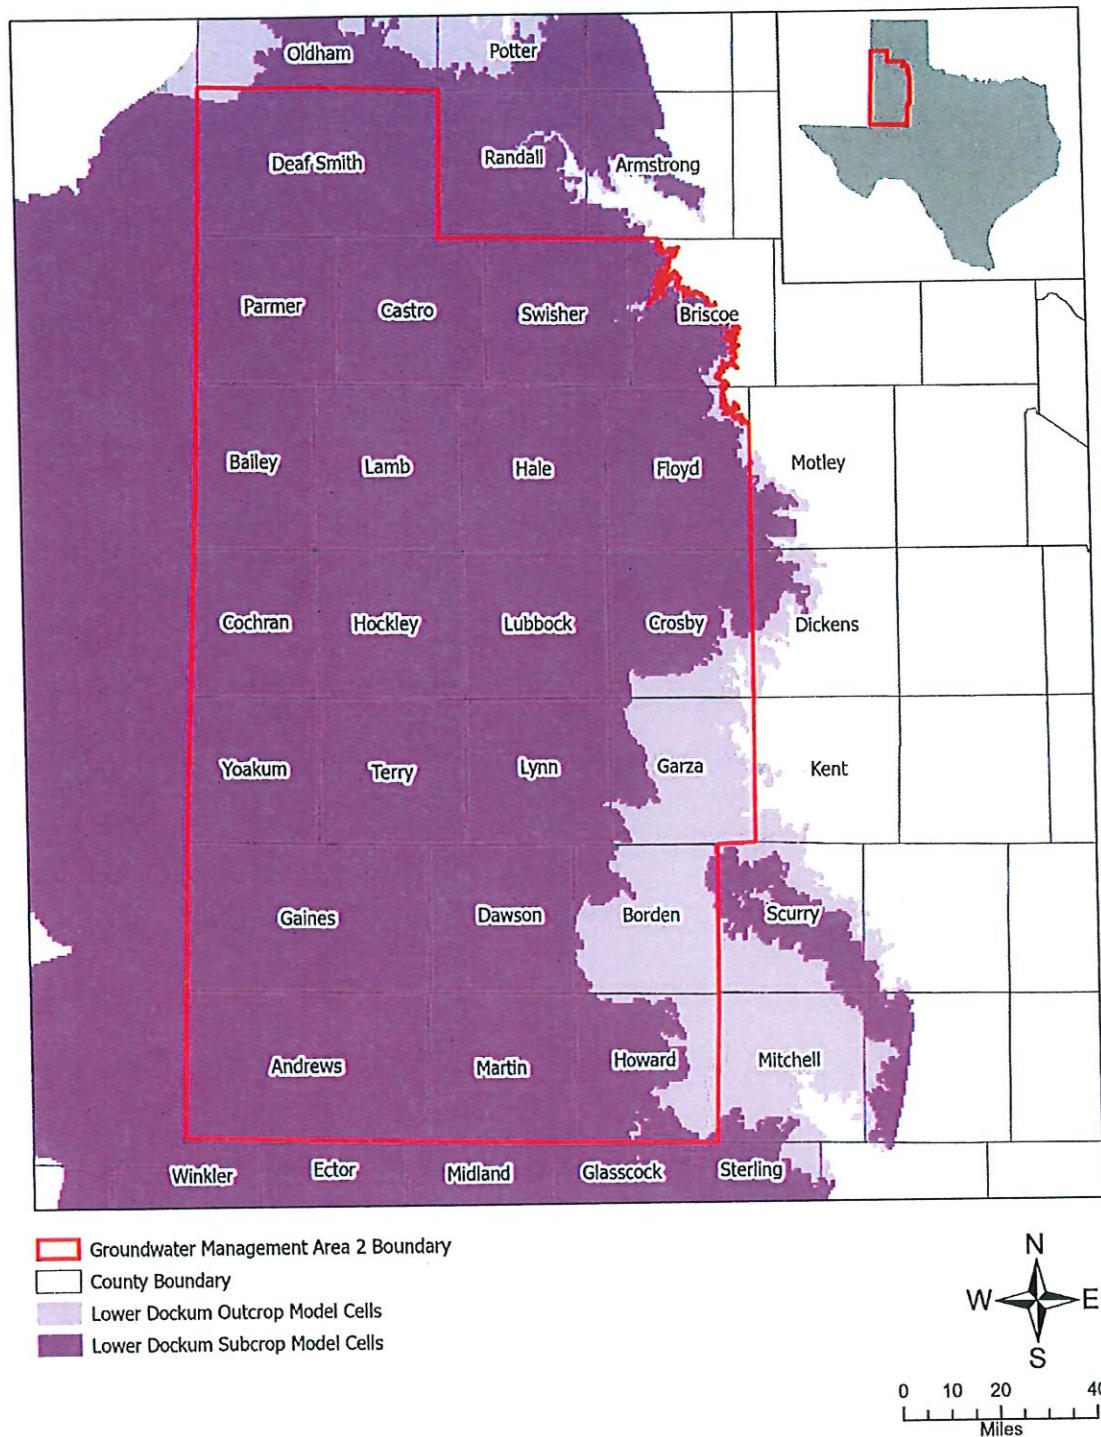 Oldham Potter
Deaf Smith Randall Armstrong
Parmer Castro Swisher Briscoe
Bailey Lamb Hale Floyd Motley
Cochran Hockley Lubbock Crosby Dickens
Yoakum Terry Lynn Garza Kent
Gaines Dawson Borden Scurry
Andrews Martin Howard Mitchell
Winkler Ector Midland Glasscock Sterling
Groundwater Management Area 2 Boundary
County Boundary
Lower Dockum Outcrop Model Cells
Lower Dockum Subcrop Model Cells
N
W E
S
0 10 20 40
Miles